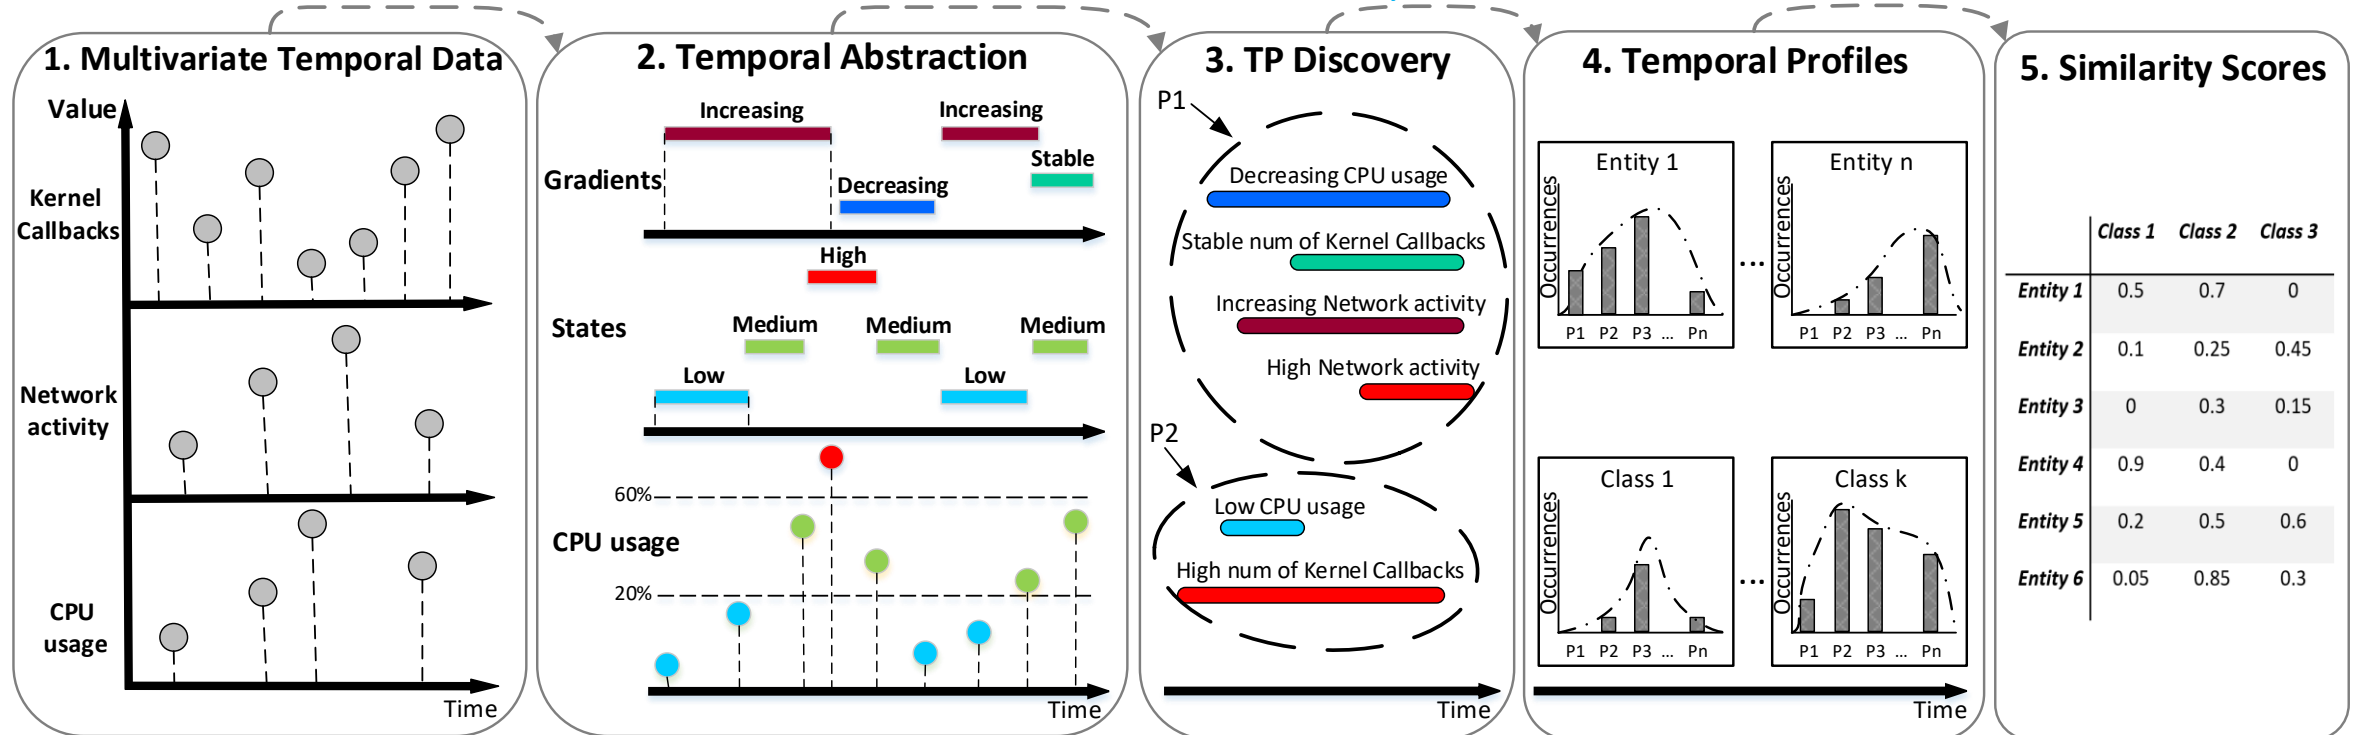 1. Multivariate Temporal Data
Value
Kernel
Callbacks
Network
activity
CPU
usage
Time
2. Temporal Abstraction
Increasing
Increasing
Stable
Gradients
Decreasing
High
States
Medium
Medium
Medium
Low
Low
60%
CPU usage
20%
Time
3. TP Discovery
P1
Decreasing CPU usage
Stable num of Kernel Callbacks
Increasing Network activity
High Network activity
P2
Low CPU usage
High num of Kernel Callbacks
Time
4. Temporal Profiles
Entity 1
Occurrences
P1 P2 P3 ... Pn
...
Entity n
Occurrences
P1 P2 P3 ... Pn
Class 1
Occurrences
P1 P2 P3 ... Pn
...
Class k
Occurrences
P1 P2 P3 ... Pn
Time
5. Similarity Scores
Class 1 Class 2 Class 3
Entity 1 0.5 0.7 0
Entity 2 0.1 0.25 0.45
Entity 3 0 0.3 0.15
Entity 4 0.9 0.4 0
Entity 5 0.2 0.5 0.6
Entity 6 0.05 0.85 0.3